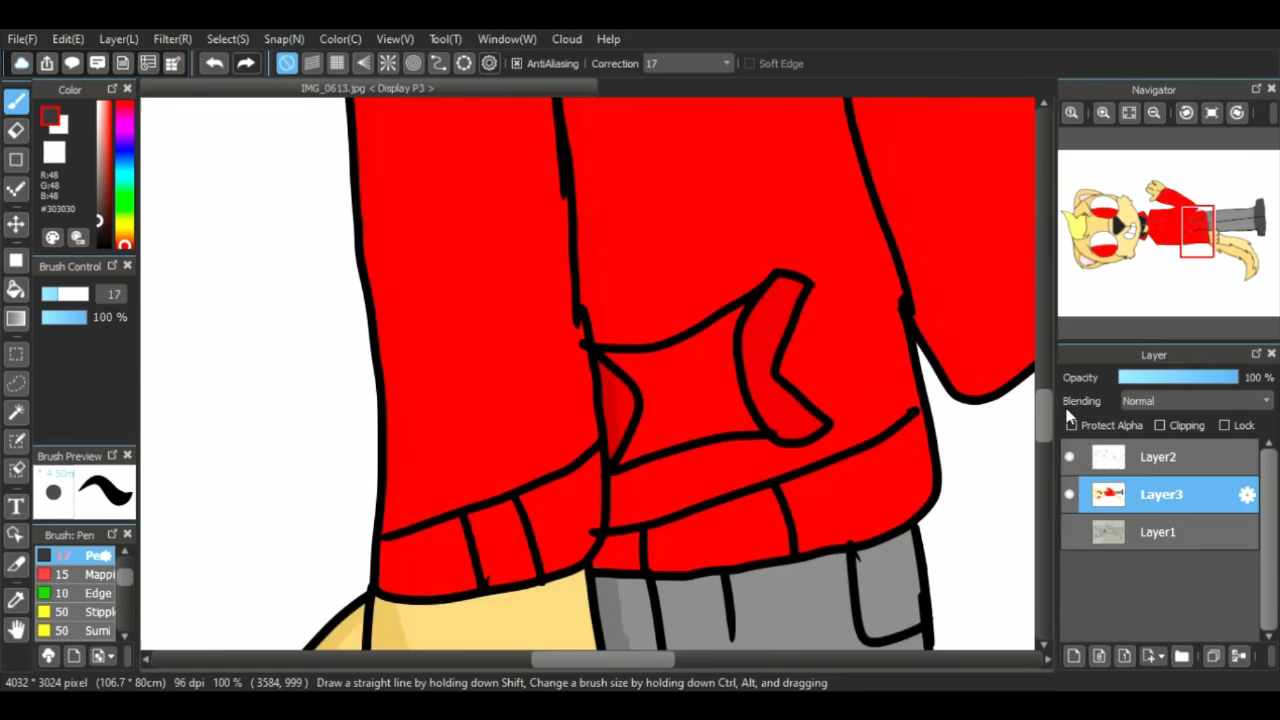 File(F) Edit(E) Layer(L) Filter(R) Select(S) Snap(N) Color(C) View(V) Tool(T) Window(W) Cloud Help
AntiAliasing Correction 17 Soft Edge
Color
IMG_0613.jpg < Display P3 >
Navigator
R:48
G:48
B:48
#303030
Brush Control
17
100 %
Layer
Opacity 100 %
Blending Normal
Protect Alpha Clipping Lock
Brush Preview
Layer2
Layer3
Layer1
Brush: Pen
17 Pe
15 Mappi
10 Edge
50 Stippl
50 Sumi
4032 * 3024 pixel (106.7 * 80cm) 96 dpi 100 % ( 3584, 999 ) Draw a straight line by holding down Shift, Change a brush size by holding down Ctrl, Alt, and dragging